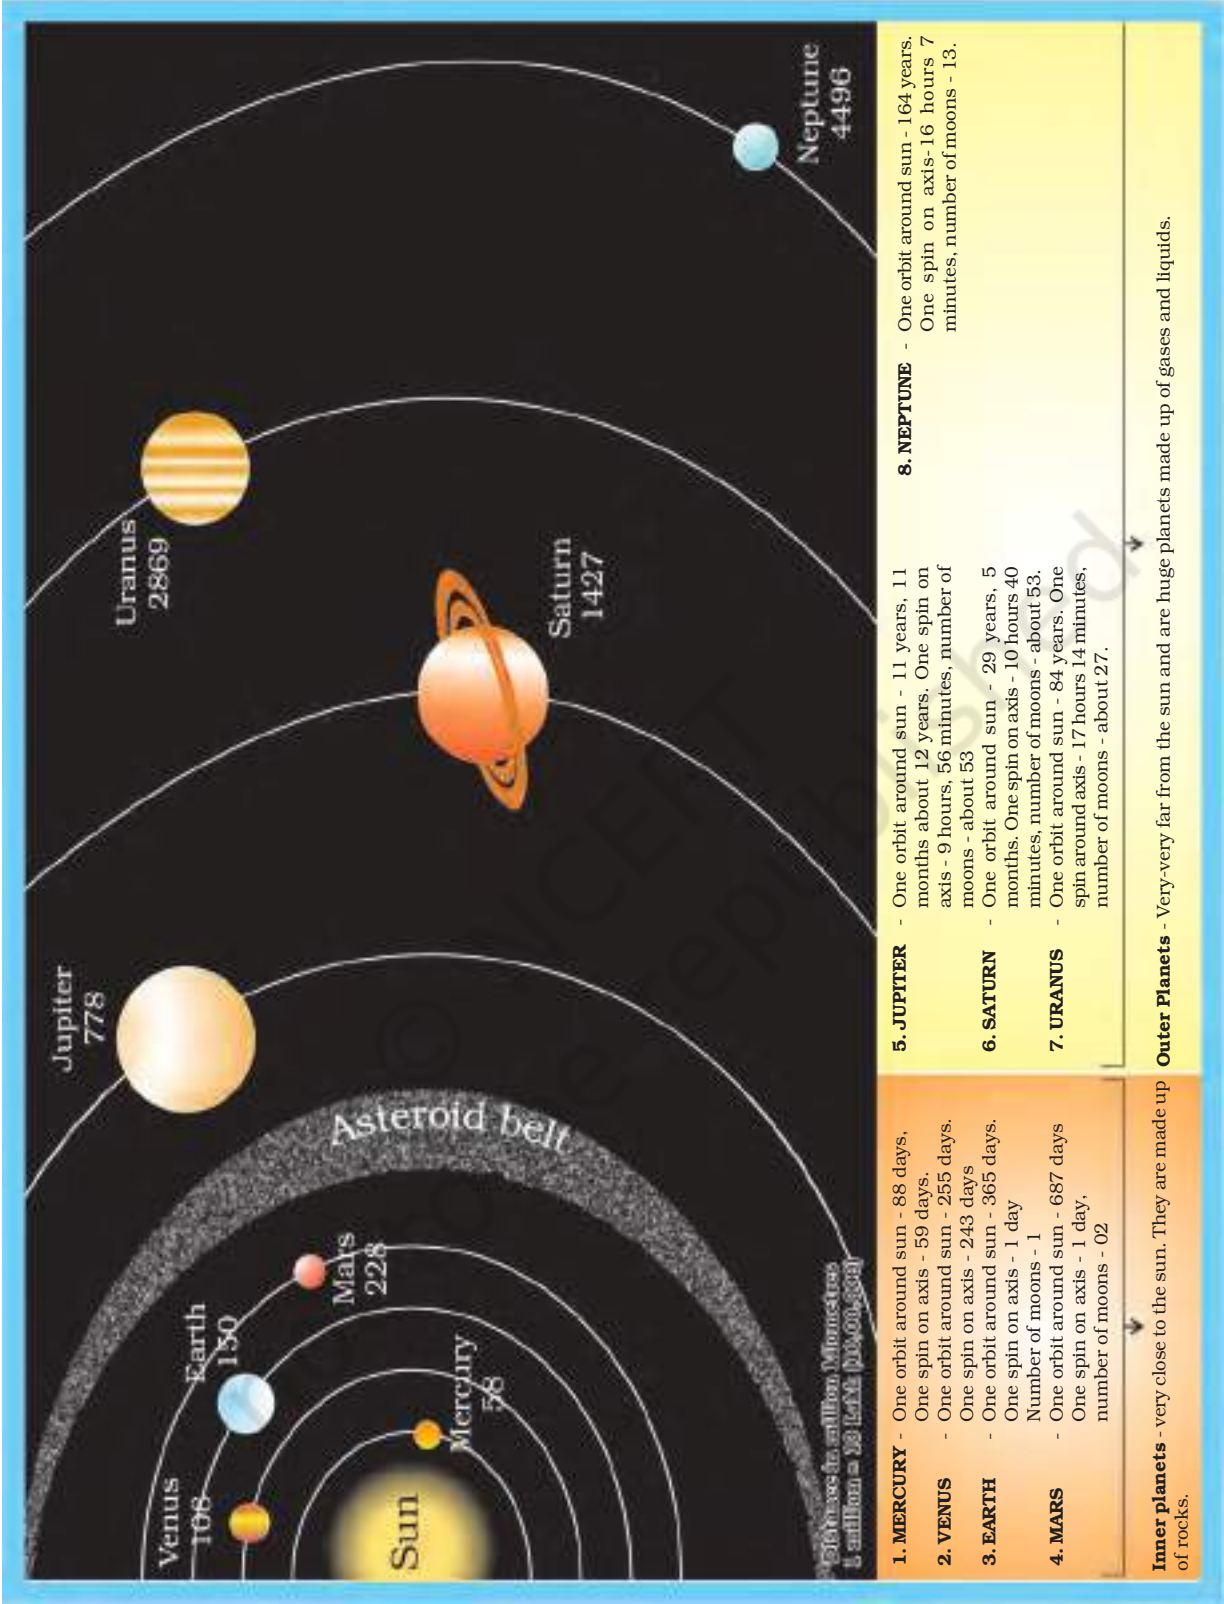 Neptune
4496
Uranus
2869
Saturn
1427
Jupiter
778
Asteroid belt
Mars
228
Earth
150
Mercury
58
Venus
108
Sun
Distance in million
1 million = 10 Lakh
1. MERCURY - One orbit around sun - 88 days,
One spin on axis - 59 days.
2. VENUS - One orbit around sun - 255 days.
One spin on axis - 243 days
3. EARTH - One orbit around sun - 365 days.
One spin on axis - 1 day
Number of moons - 1
4. MARS - One orbit around sun - 687 days
One spin on axis - 1 day,
number of moons - 02
5. JUPITER - One orbit around sun - 11 years, 11
months about 12 years. One spin on
axis - 9 hours, 56 minutes, number of
moons - about 53
6. SATURN - One orbit around sun - 29 years, 5
months. One spin on axis - 10 hours 40
minutes, number of moons - about 53.
7. URANUS - One orbit around sun - 84 years. One
spin around axis - 17 hours 14 minutes,
number of moons - about 27.
8. NEPTUNE - One orbit around sun - 164 years.
One spin on axis-16 hours 7
minutes, number of moons - 13.
Inner planets - very close to the sun. They are made up
of rocks.
Outer Planets - Very-very far from the sun and are huge planets made up of gases and liquids.
© NCERT
be republished